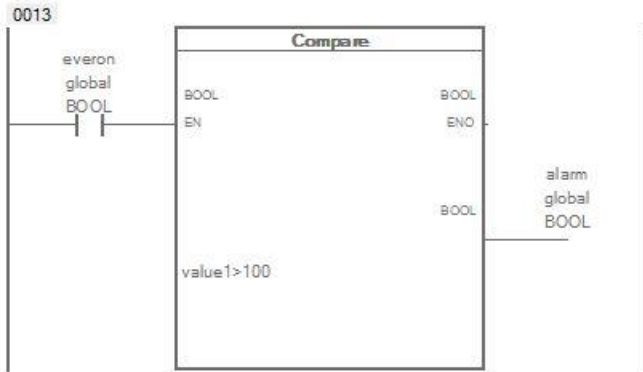 0013
Compare
everon
global
BOOL
BOOL
EN
BOOL
ENO
BOOL
alarm
global
BOOL
value1>100